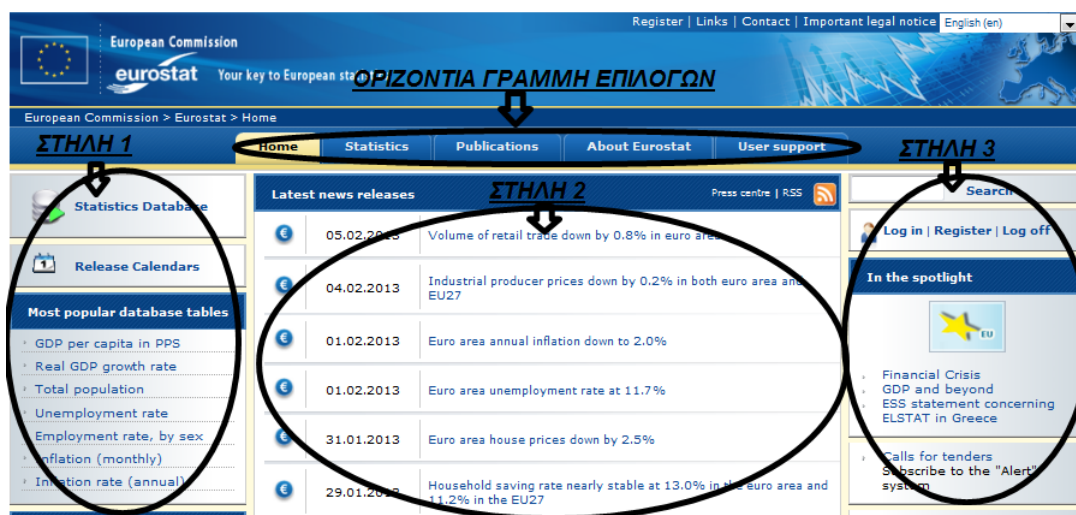 Register | Links | Contact | Important legal notice English (en)
European Commission
eurostat Your key to European
ΟΡΙΖΟΝΤΙΑ ΓΡΑΜΜΗ ΕΠΙΛΟΓΩΝ
European Commission > Eurostat > Home
ΣΤΗΛΗ 1
ΣΤΗΛΗ 3
Home Statistics Publications About Eurostat User support
Statistics Database
Release Calendars
Most popular database tables
GDP per capita in PPS
Real GDP growth rate
Total population
Unemployment rate
Employment rate, by sex
Inflation (monthly)
Inflation rate (annual)
Latest news releases
ΣΤΗΛΗ 2
Press centre | RSS
05.02.2013 Volume of retail trade down by 0.8% in euro area
04.02.2013 Industrial producer prices down by 0.2% in both euro area and
EU27
01.02.2013 Euro area annual inflation down to 2.0%
01.02.2013 Euro area unemployment rate at 11.7%
31.01.2013 Euro area house prices down by 2.5%
29.01.2013 Household saving rate nearly stable at 13.0% in the euro area and
11.2% in the EU27
Search
Log in | Register | Log off
In the spotlight
EU
Financial Crisis
GDP and beyond
ESS statement concerning
ELSTAT in Greece
Calls for tenders
Subscribe to the "Alert"
system